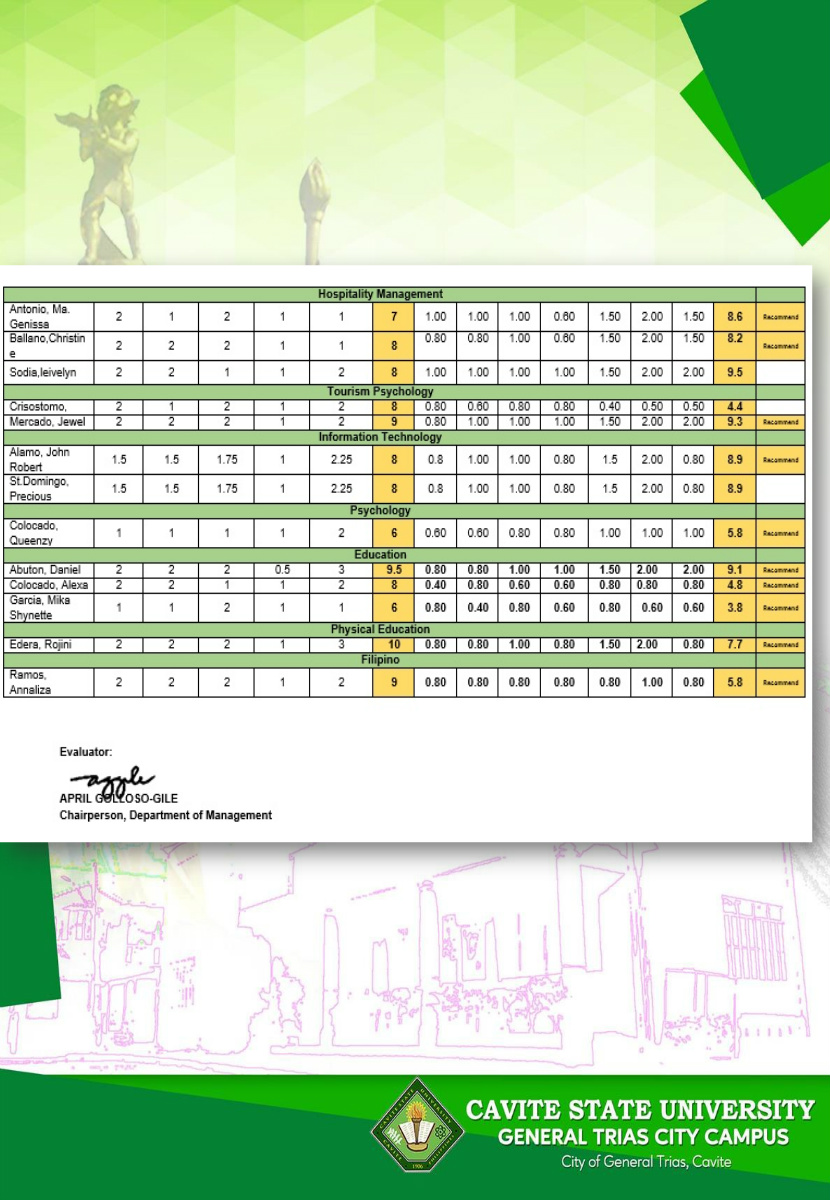 Hospitality Management
Antonio, Ma. Genissa 2 1 2 1 1 7 1.00 1.00 1.00 0.60 1.50 2.00 1.50 8.6 Recommend
Ballano,Christine 2 2 2 1 1 8 0.80 0.80 1.00 0.60 1.50 2.00 1.50 8.2 Recommend
Sodia,leivelyn 2 2 1 1 2 8 1.00 1.00 1.00 1.00 1.50 2.00 2.00 9.5
Tourism Psychology
Crisostomo, 2 1 2 1 2 8 0.80 0.60 0.80 0.80 0.40 0.50 0.50 4.4
Mercado, Jewel 2 2 2 1 2 9 0.80 1.00 1.00 1.00 1.50 2.00 2.00 9.3 Recommend
Information Technology
Alamo, John Robert 1.5 1.5 1.75 1 2.25 8 0.8 1.00 1.00 0.80 1.5 2.00 0.80 8.9 Recommend
St.Domingo, Precious 1.5 1.5 1.75 1 2.25 8 0.8 1.00 1.00 0.80 1.5 2.00 0.80 8.9
Psychology
Colocado, Queenzy 1 1 1 1 2 6 0.60 0.60 0.80 0.80 1.00 1.00 1.00 5.8 Recommend
Education
Abuton, Daniel 2 2 2 0.5 3 9.5 0.80 0.80 1.00 1.00 1.50 2.00 2.00 9.1 Recommend
Colocado, Alexa 2 2 1 1 2 8 0.40 0.80 0.60 0.60 0.80 0.80 0.80 4.8 Recommend
Garcia, Mika Shynette 1 1 2 1 1 6 0.80 0.40 0.80 0.60 0.80 0.60 0.60 3.8 Recommend
Physical Education
Edera, Rojini 2 2 2 1 3 10 0.80 0.80 1.00 0.80 1.50 2.00 0.80 7.7 Recommend
Filipino
Ramos, Annaliza 2 2 2 1 2 9 0.80 0.80 0.80 0.80 0.80 1.00 0.80 5.8 Recommend
Evaluator:
APRIL GOLLOSO-GILE
Chairperson, Department of Management
CAVITE STATE UNIVERSITY
GENERAL TRIAS CITY CAMPUS
City of General Trias, Cavite
1906